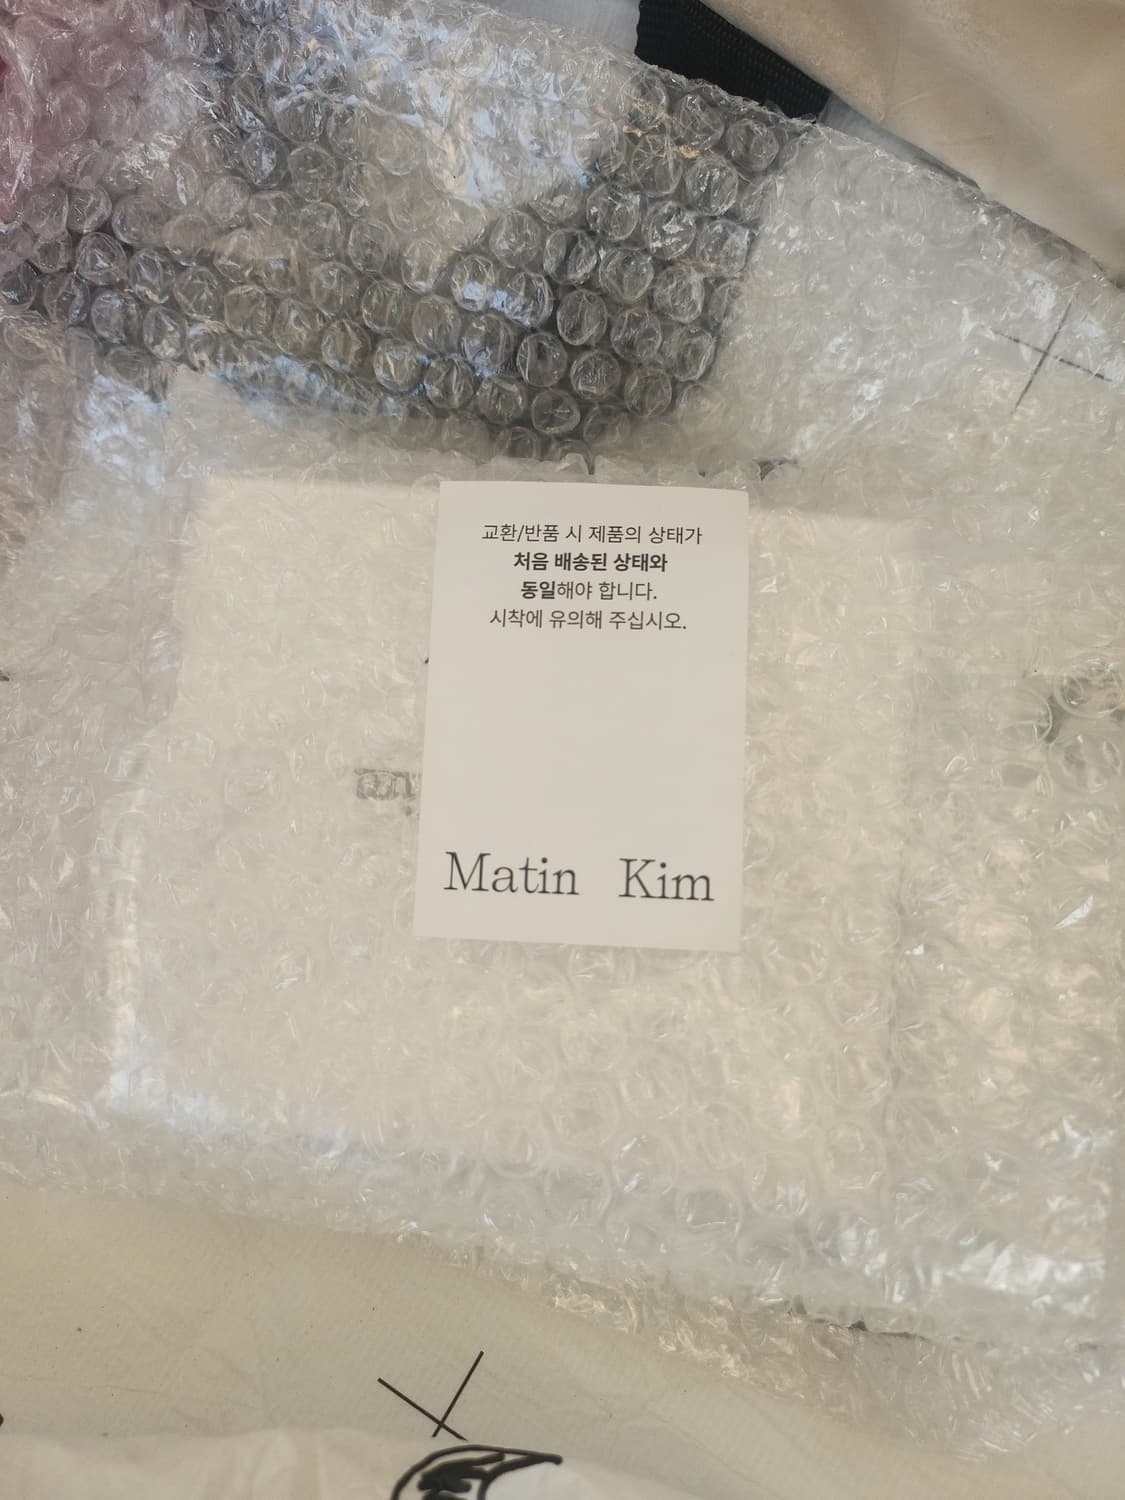 교환/반품 시 제품의 상태가
처음 배송된 상태와
동일해야 합니다.
시착에 유의해 주십시오.
Matin Kim